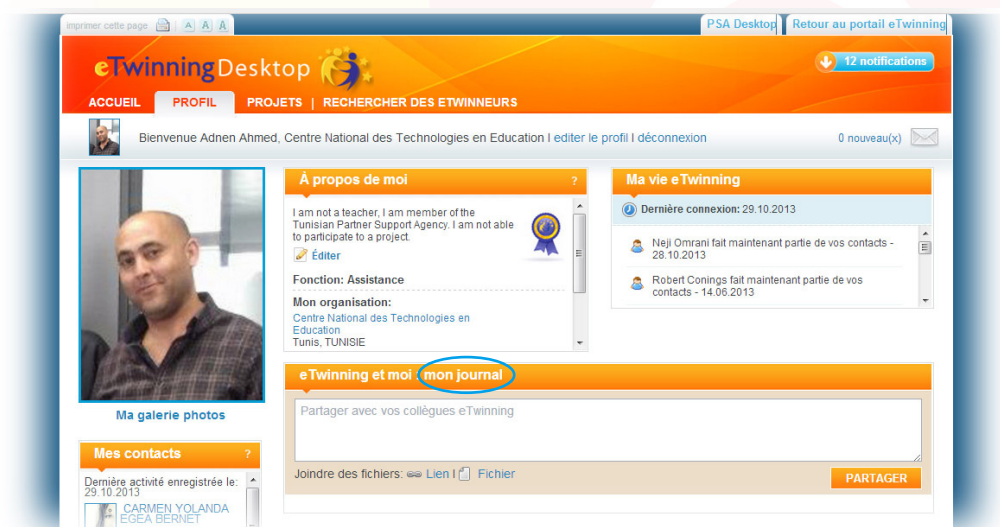 imprimer cette page A A A
PSA Desktop Retour au portail eTwinning
eTwinning Desktop
12 notifications
ACCUEIL PROFIL PROJETS | RECHERCHER DES ETWINNEURS
Bienvenue Adnen Ahmed, Centre National des Technologies en Education I editer le profil I déconnexion
0 nouveau(x)
À propos de moi ?
I am not a teacher, I am member of the
Tunisian Partner Support Agency. I am not able
to participate to a project.
Éditer
Fonction: Assistance
Mon organisation:
Centre National des Technologies en
Education
Tunis, TUNISIE
Ma vie eTwinning
Dernière connexion: 29.10.2013
Neji Omrani fait maintenant partie de vos contacts -
28.10.2013
Robert Conings fait maintenant partie de vos
contacts - 14.06.2013
Ma galerie photos
Mes contacts ?
Dernière activité enregistrée le:
29.10.2013
CARMEN YOLANDA
EGEA BERNET
eTwinning et moi : mon journal
Partager avec vos collègues eTwinning
Joindre des fichiers: Lien I Fichier
PARTAGER